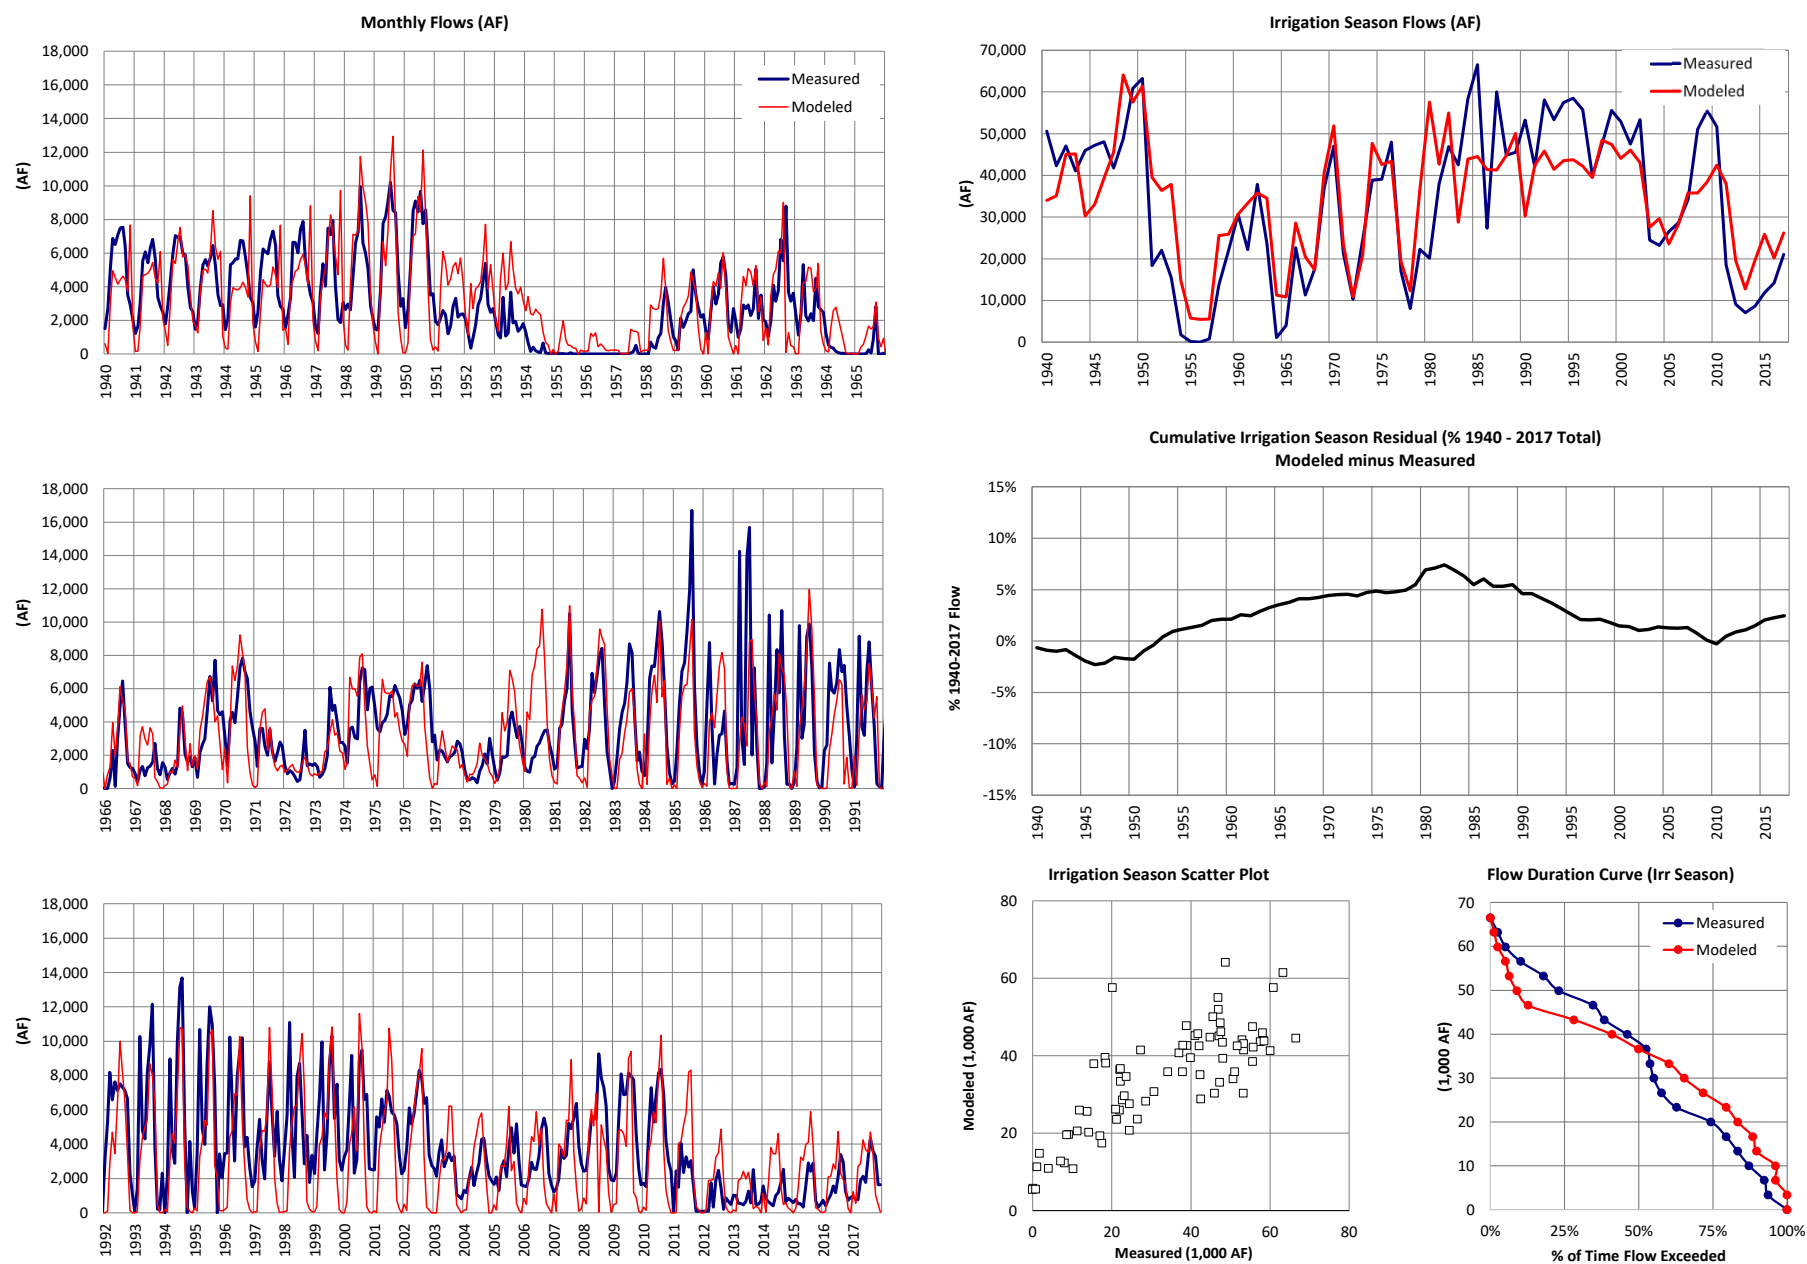 Monthly Flows (AF)
18,000
16,000
14,000
12,000
10,000
8,000
6,000
4,000
2,000
0
(AF)
Measured
Modeled
1940 1941 1942 1943 1944 1945 1946 1947 1948 1949 1950 1951 1952 1953 1954 1955 1956 1957 1958 1959 1960 1961 1962 1963 1964 1965
18,000
16,000
14,000
12,000
10,000
8,000
6,000
4,000
2,000
0
(AF)
1966 1967 1968 1969 1970 1971 1972 1973 1974 1975 1976 1977 1978 1979 1980 1981 1982 1983 1984 1985 1986 1987 1988 1989 1990 1991
18,000
16,000
14,000
12,000
10,000
8,000
6,000
4,000
2,000
0
(AF)
1992 1993 1994 1995 1996 1997 1998 1999 2000 2001 2002 2003 2004 2005 2006 2007 2008 2009 2010 2011 2012 2013 2014 2015 2016 2017
Irrigation Season Flows (AF)
70,000
60,000
50,000
40,000
30,000
20,000
10,000
0
(AF)
Measured
Modeled
1940 1945 1950 1955 1960 1965 1970 1975 1980 1985 1990 1995 2000 2005 2010 2015
Cumulative Irrigation Season Residual (% 1940 - 2017 Total)
Modeled minus Measured
15%
10%
5%
0%
-5%
-10%
-15%
% 1940-2017 Flow
1940 1945 1950 1955 1960 1965 1970 1975 1980 1985 1990 1995 2000 2005 2010 2015
Irrigation Season Scatter Plot
80
60
40
20
0
Modeled (1,000 AF)
0 20 40 60 80
Measured (1,000 AF)
Flow Duration Curve (Irr Season)
70
60
50
40
30
20
10
0
(1,000 AF)
Measured
Modeled
0% 25% 50% 75% 100%
% of Time Flow Exceeded